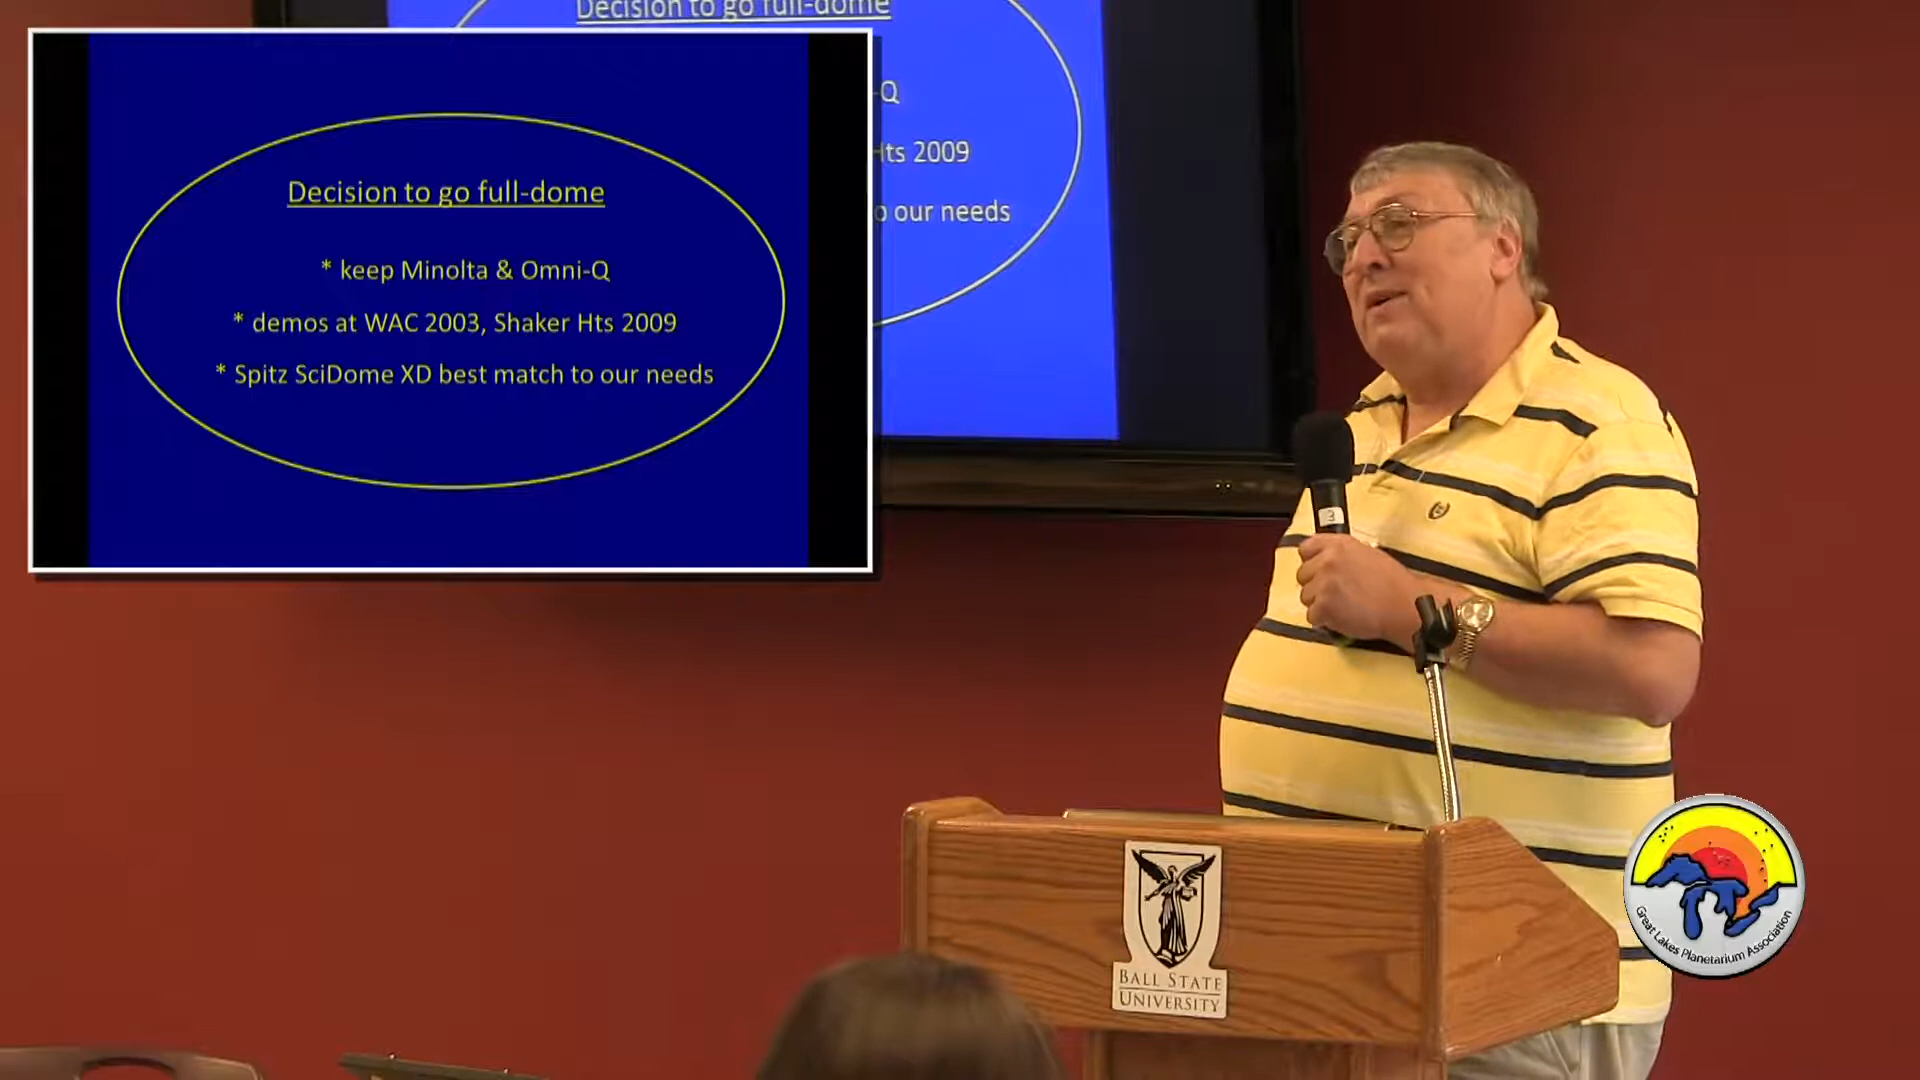 Decision to go full-dome
* keep Minolta & Omni-Q
* demos at WAC 2003, Shaker Hts 2009
* Spitz SciDome XD best match to our needs
Decision to go full-dome
-Q
Hts 2009
o our needs
3
BALL STATE
UNIVERSITY
Great Lakes Planetarium Association